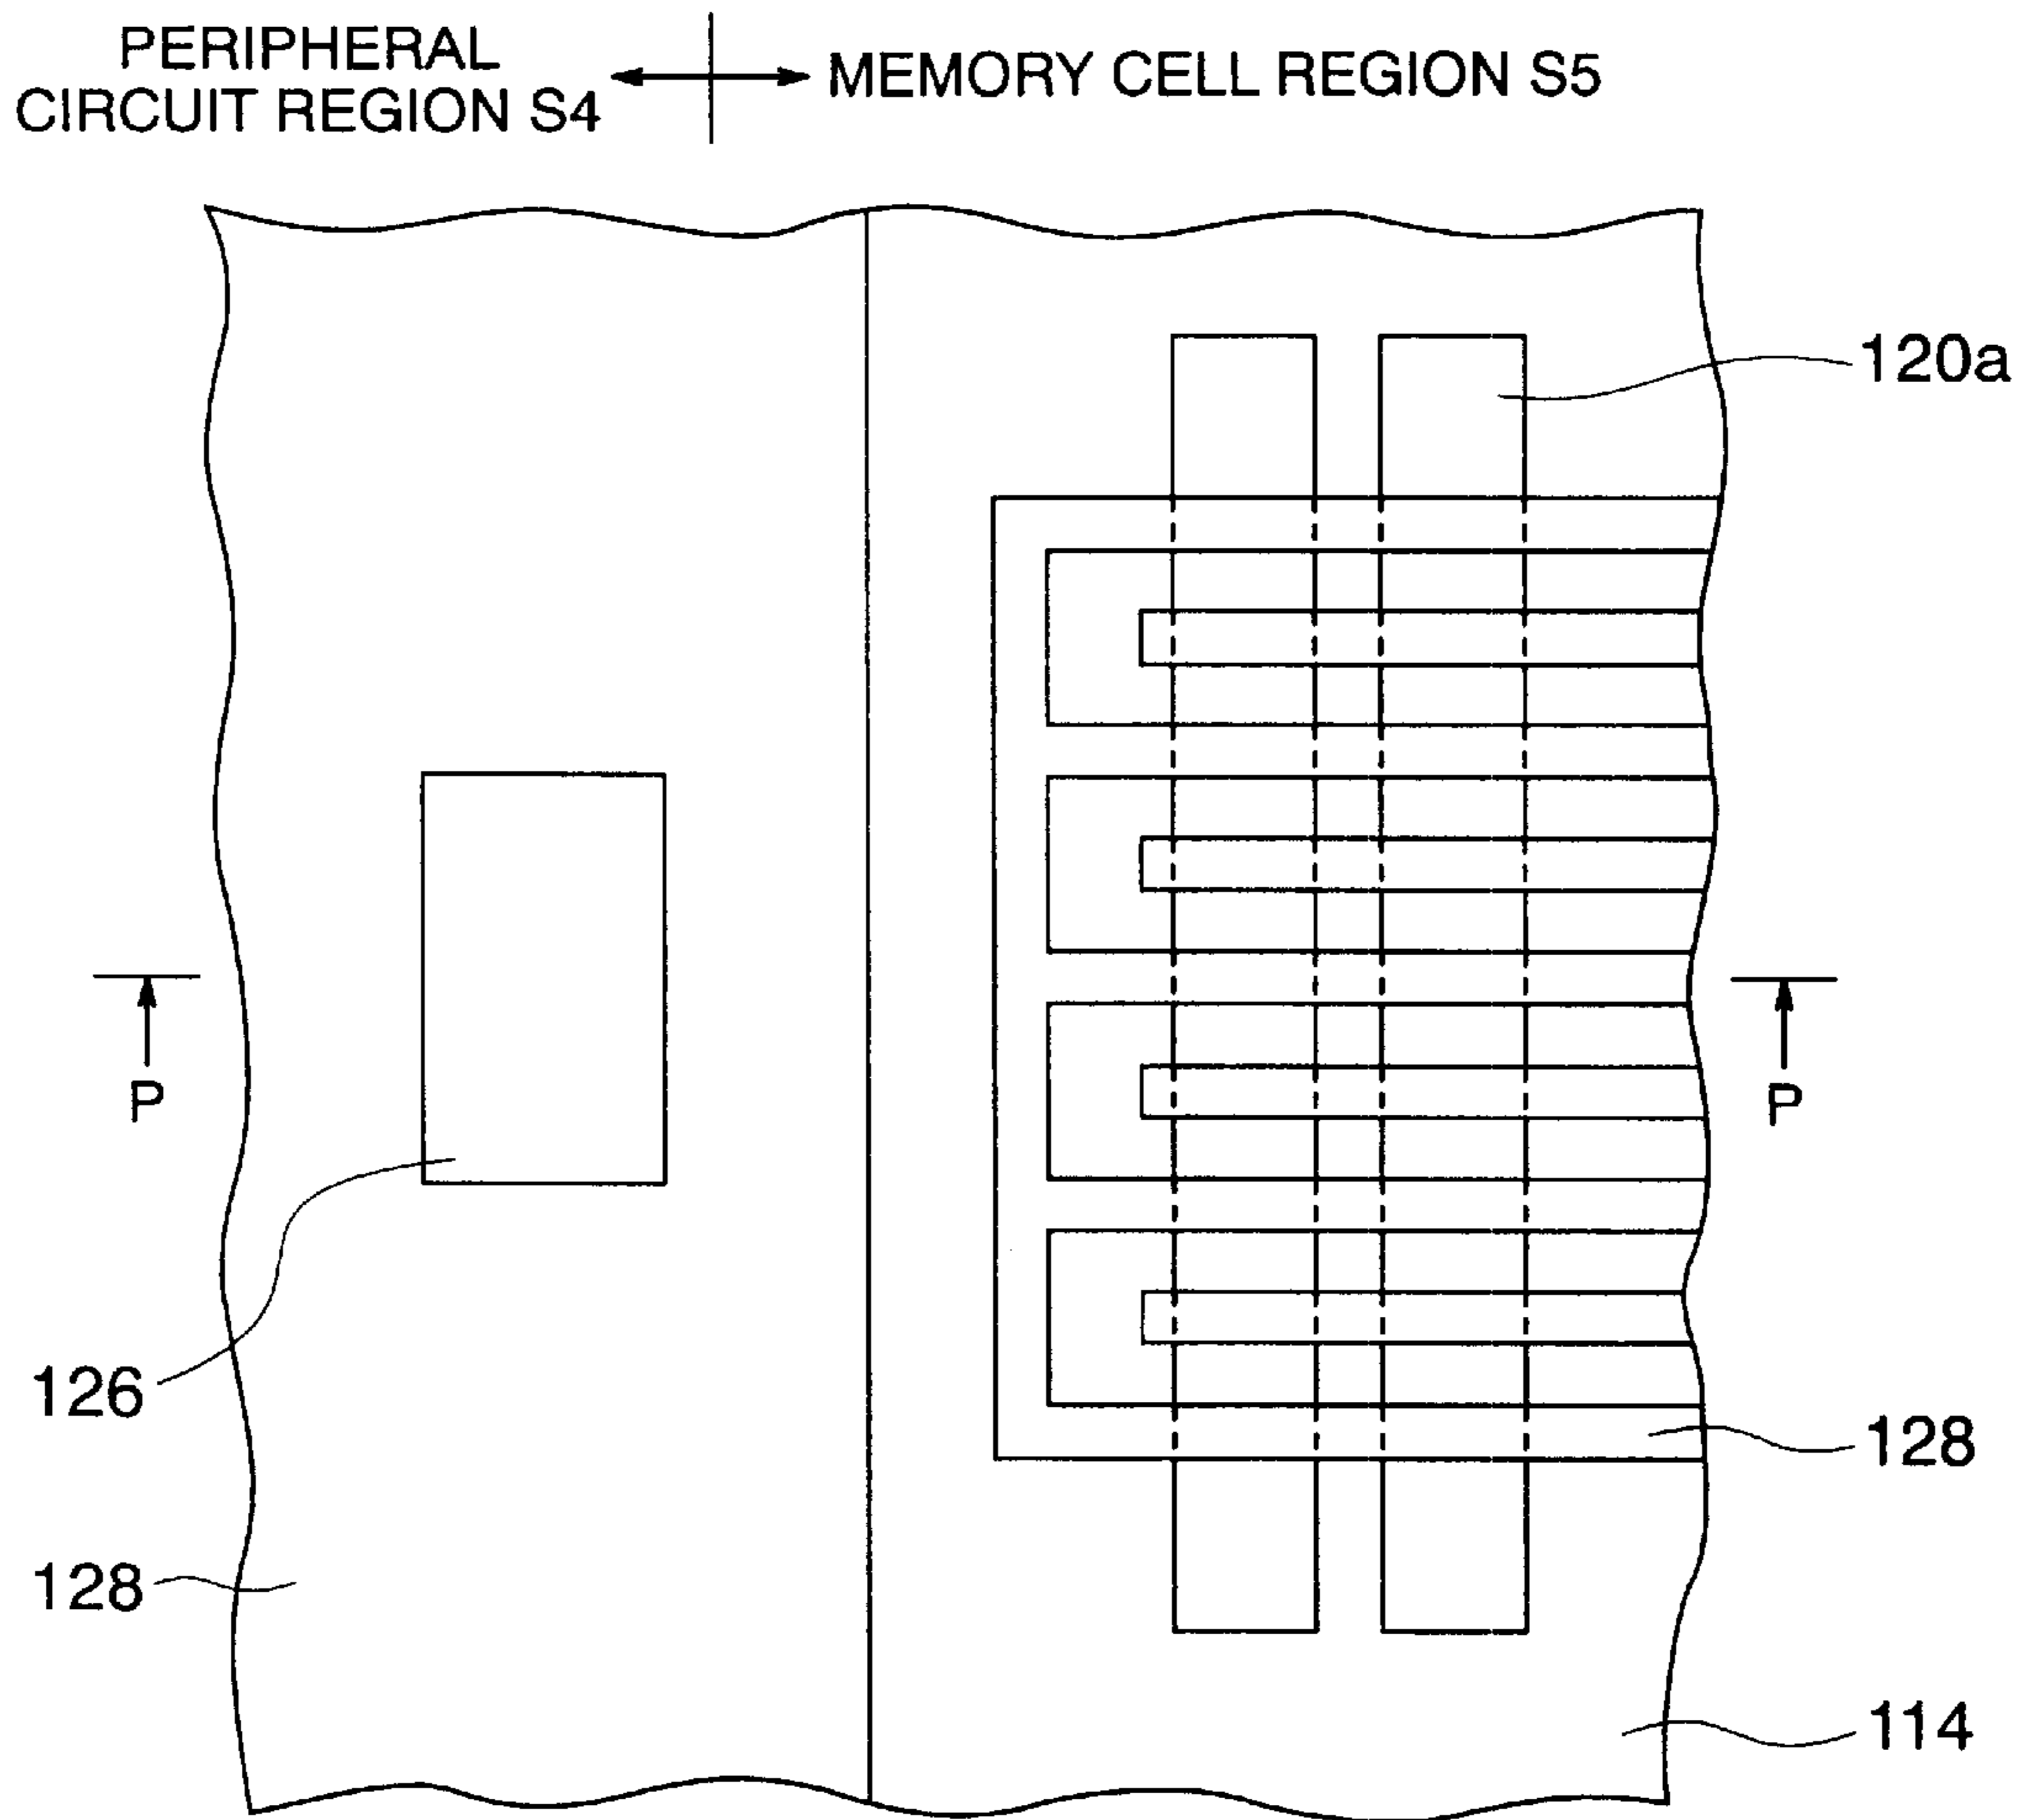 PERIPHERAL
CIRCUIT REGION S4
MEMORY CELL REGION S5
120a
P
P
126
128
128
114